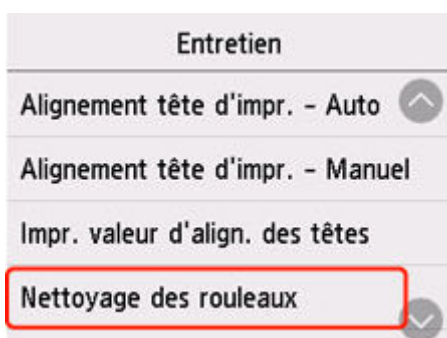 Entretien
Alignement tête d'impr. – Auto
Alignement tête d'impr. – Manuel
Impr. valeur d'align. des têtes
Nettoyage des rouleaux